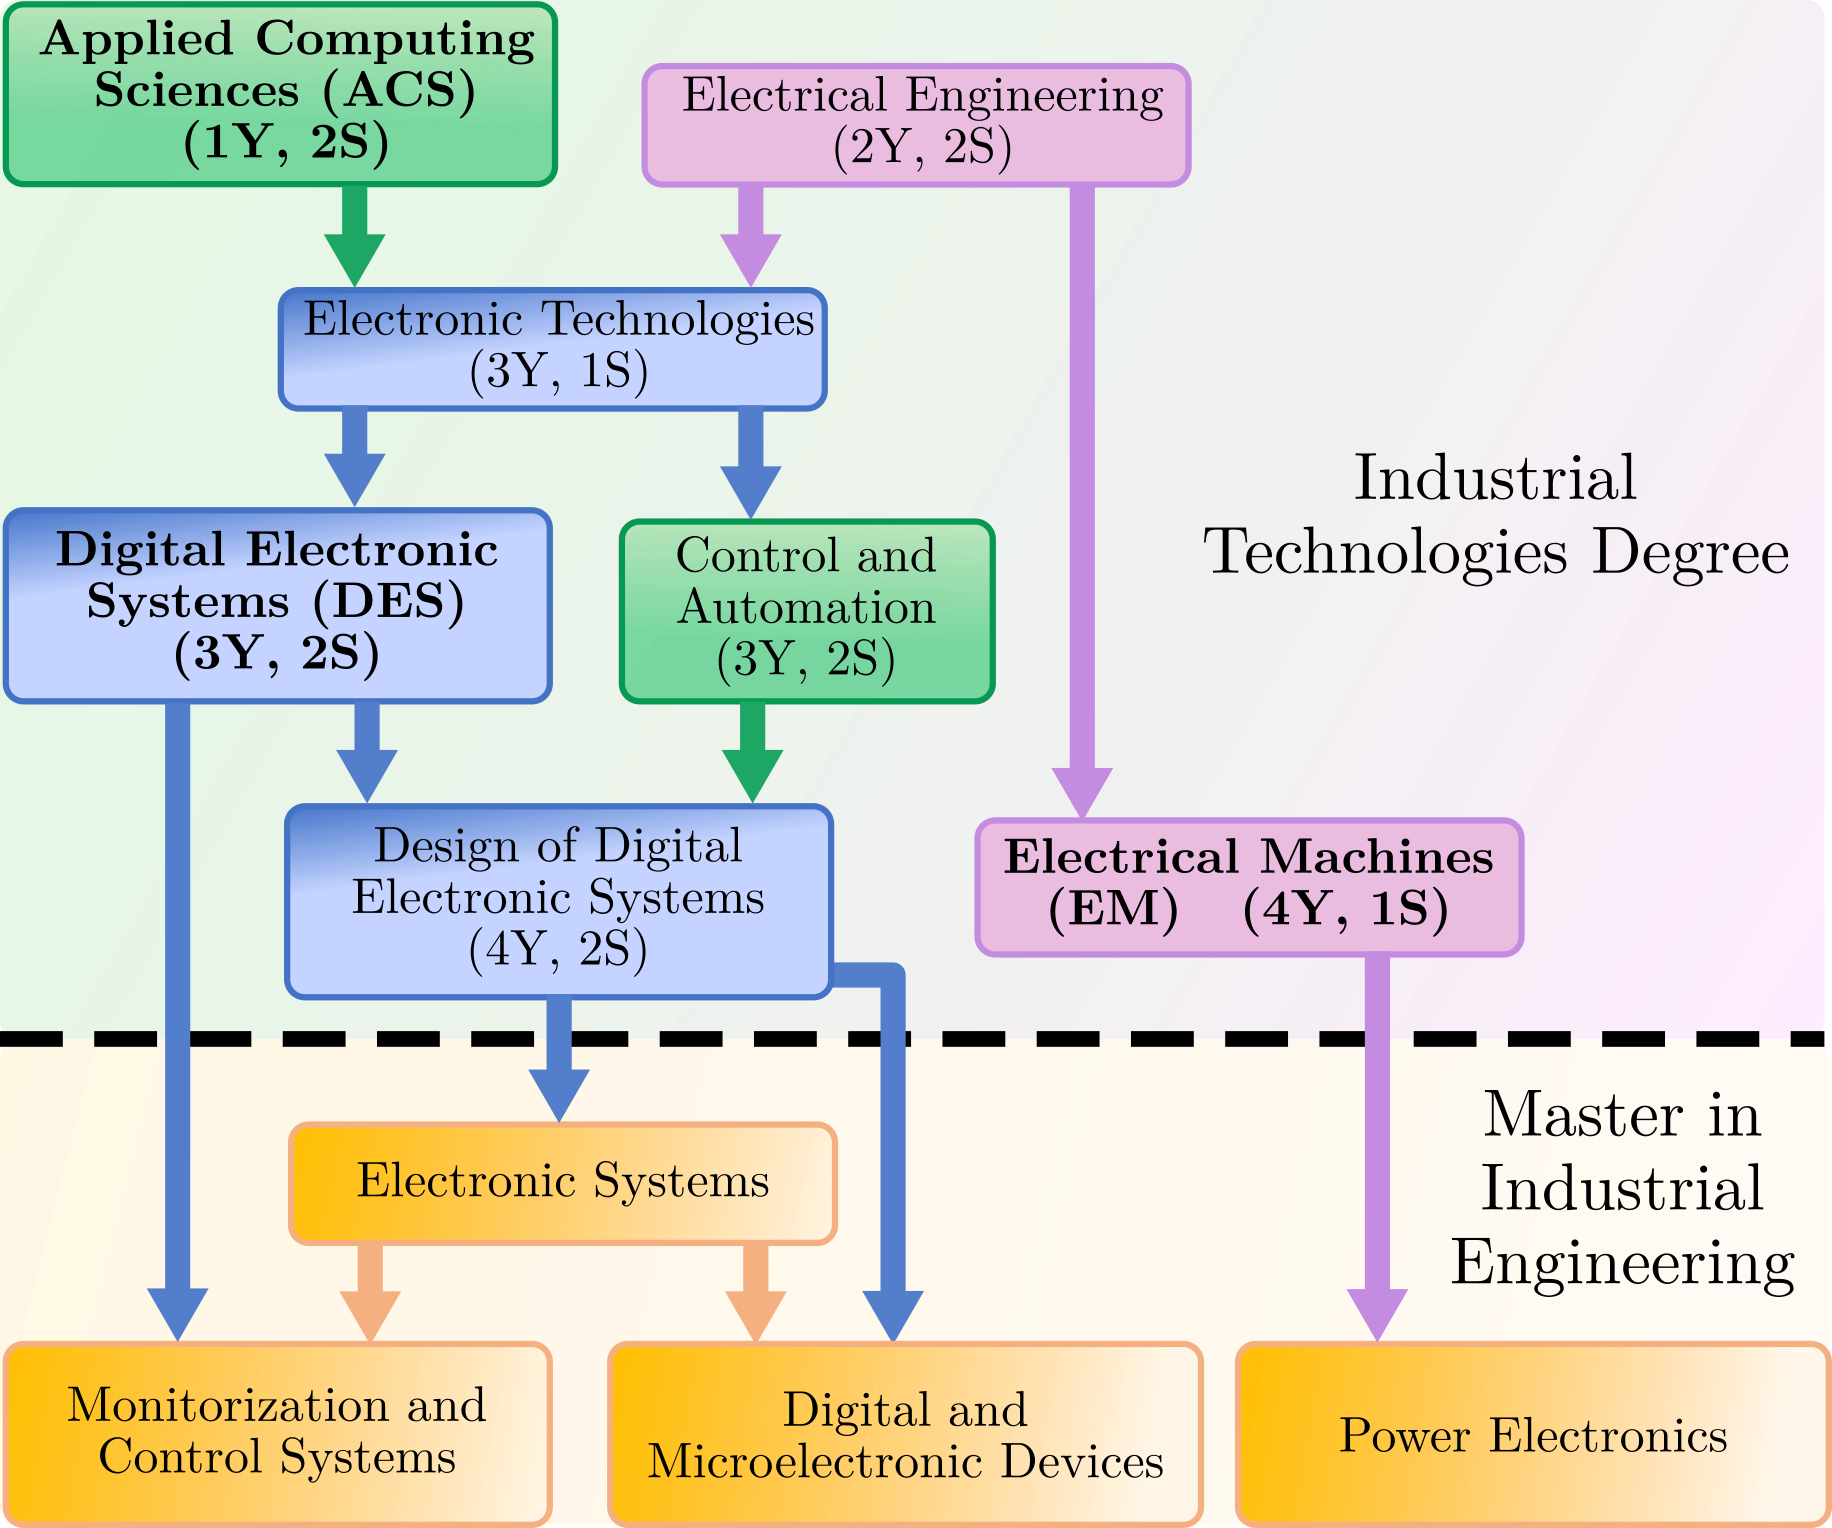 Applied Computing
Sciences (ACS)
(1Y, 2S)
Electrical Engineering
(2Y, 2S)
Electronic Technologies
(3Y, 1S)
Industrial
Technologies Degree
Digital Electronic
Systems (DES)
(3Y, 2S)
Control and
Automation
(3Y, 2S)
Design of Digital
Electronic Systems
(4Y, 2S)
Electrical Machines
(EM) (4Y, 1S)
Master in
Industrial
Engineering
Electronic Systems
Monitorization and
Control Systems
Digital and
Microelectronic Devices
Power Electronics